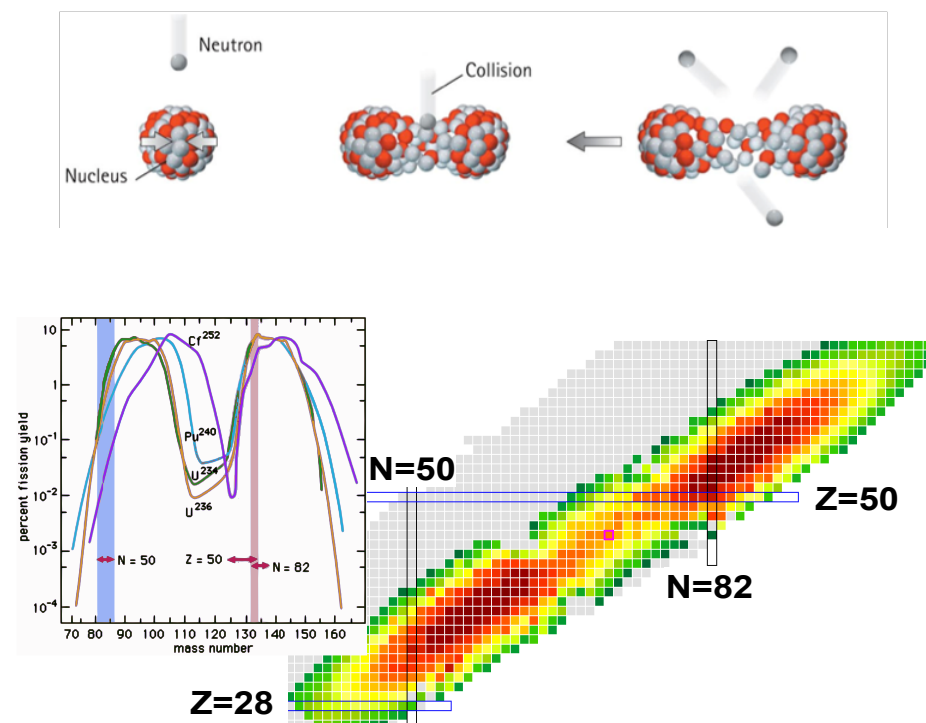 Neutron
Collision
Nucleus
10
1
10⁻¹
10⁻²
10⁻³
10⁻⁴
percent fission yield
Cf²⁵²
Pu²⁴⁰
U²³⁴
U²³⁶
N = 50
Z = 50
N = 82
70 80 90 100 110 120 130 140 150 160
mass number
N=50
Z=50
N=82
Z=28